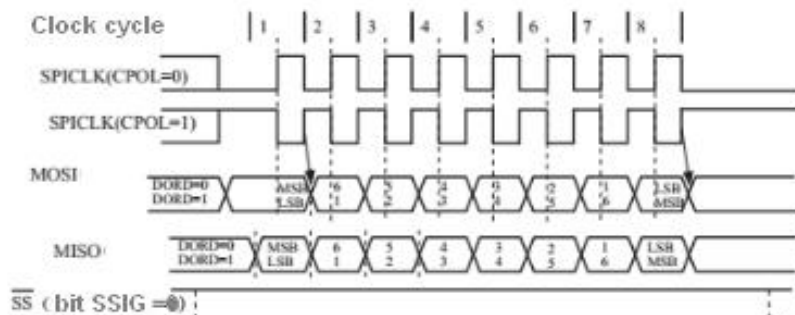 Clock cycle 1 2 3 4 5 6 7 8
SPICLK(CPOL=0)
SPICLK(CPOL=1)
MOSI
DORD=0 MSB 6 5 4 3 2 1 LSB
DORD=1 LSB 1 2 3 4 5 6 MSB
MISO
DORD=0 MSB 6 5 4 3 2 1 LSB
DORD=1 LSB 1 2 3 4 5 6 MSB
SS ( bit SSIG =0)